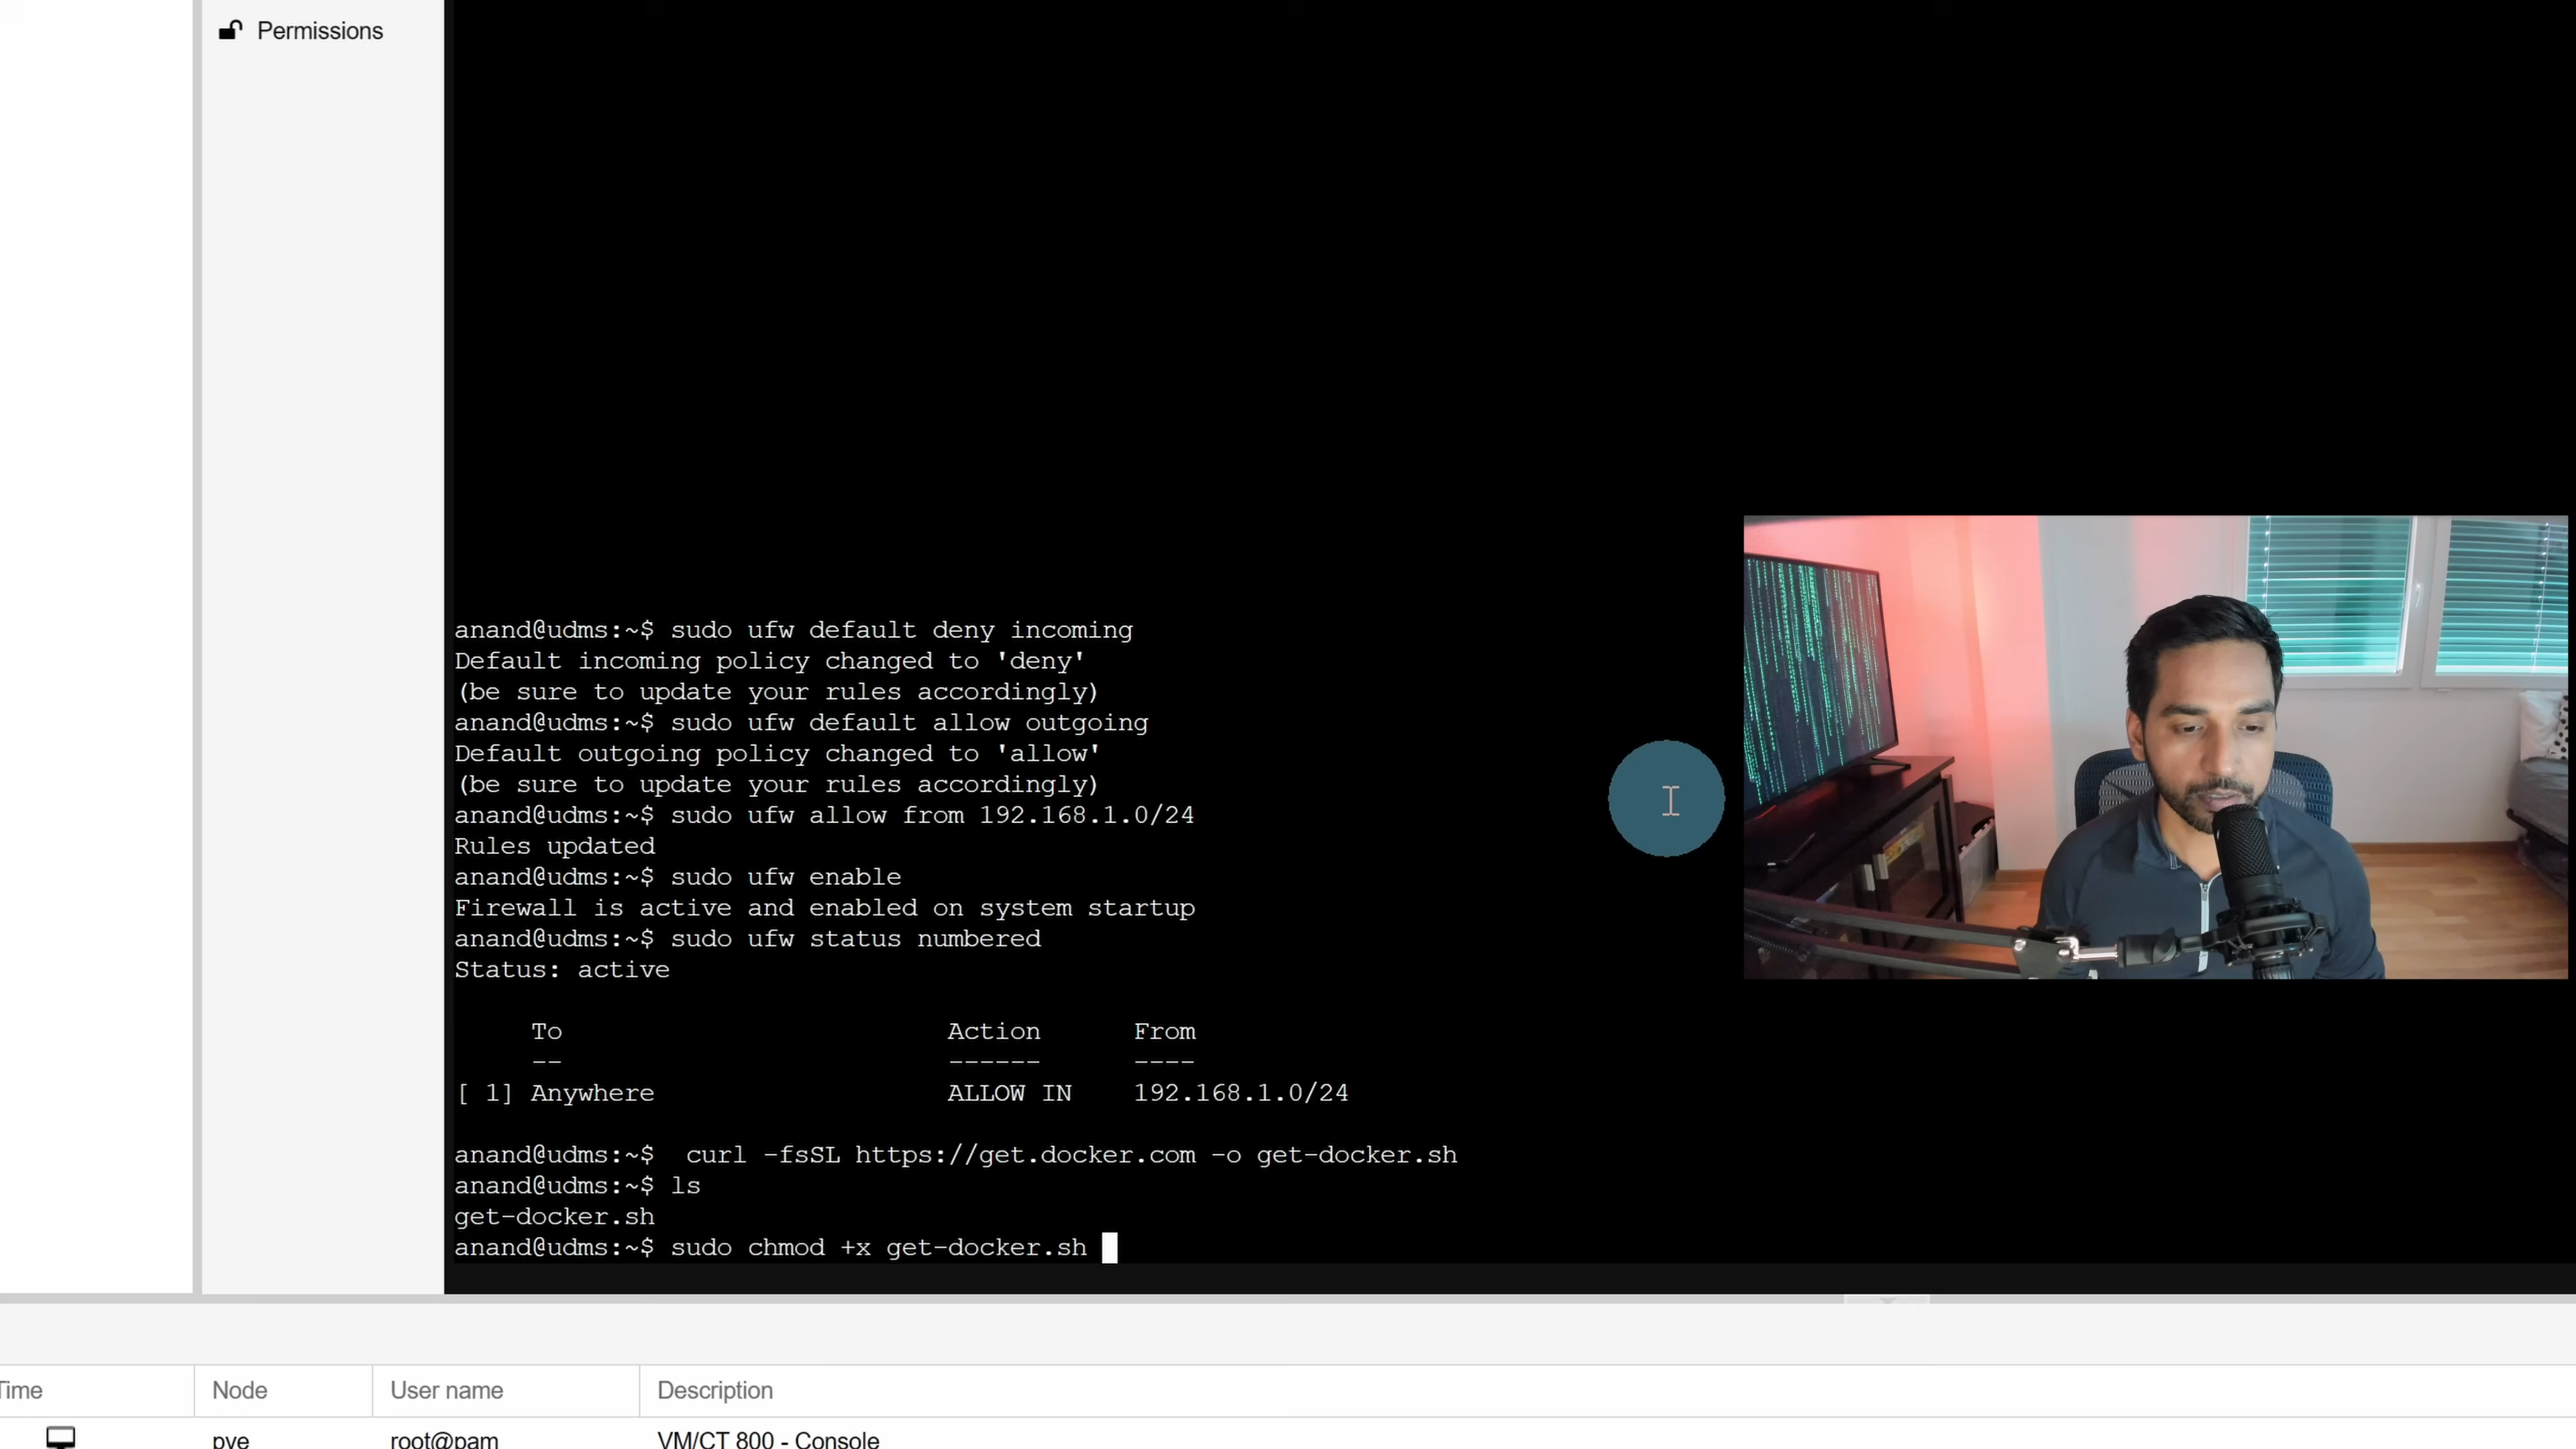 Permissions
anand@udms:~$ sudo ufw default deny incoming
Default incoming policy changed to 'deny'
(be sure to update your rules accordingly)
anand@udms:~$ sudo ufw default allow outgoing
Default outgoing policy changed to 'allow'
(be sure to update your rules accordingly)
anand@udms:~$ sudo ufw allow from 192.168.1.0/24
Rules updated
anand@udms:~$ sudo ufw enable
Firewall is active and enabled on system startup
anand@udms:~$ sudo ufw status numbered
Status: active
To Action From
-- ------ ----
[ 1] Anywhere ALLOW IN 192.168.1.0/24
anand@udms:~$  curl -fsSL https://get.docker.com -o get-docker.sh
anand@udms:~$ ls
get-docker.sh
anand@udms:~$ sudo chmod +x get-docker.sh
Time Node User name Description
pve root@pam VM/CT 800 - Console